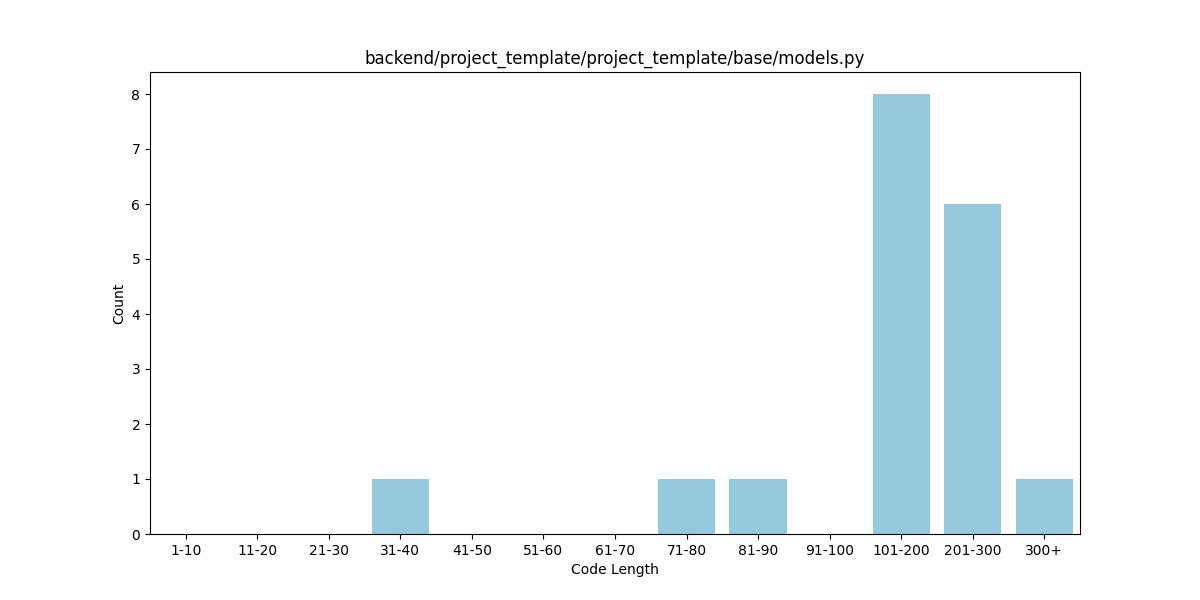 backend/project_template/project_template/base/models.py
8
7
6
5
4
3
2
1
0
Count
1-10 11-20 21-30 31-40 41-50 51-60 61-70 71-80 81-90 91-100 101-200 201-300 300+
Code Length